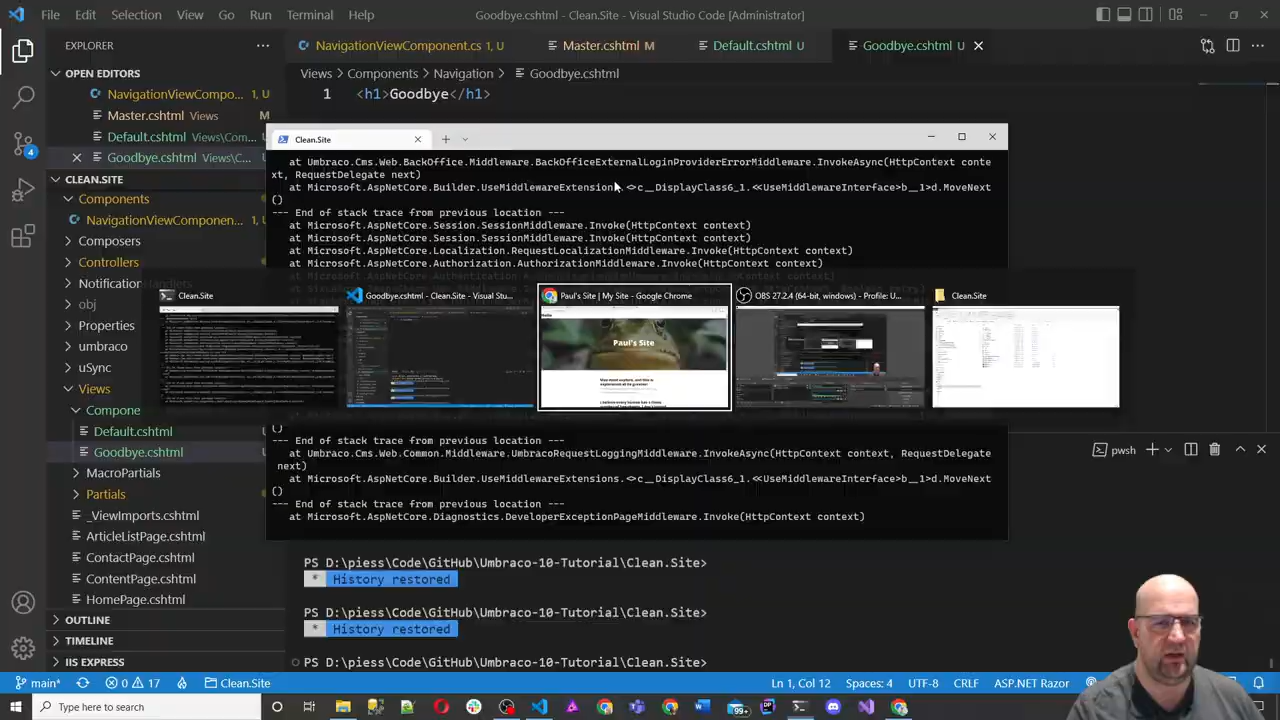 File Edit Selection View Go Run Terminal Help
Goodbye.cshtml - Clean.Site - Visual Studio Code [Administrator]
EXPLORER
NavigationViewComponent.cs 1, U
Master.cshtml M
Default.cshtml U
Goodbye.cshtml U
OPEN EDITORS
Views > Components > Navigation > Goodbye.cshtml
NavigationViewCompo... 1, U
Master.cshtml Views M
Default.cshtml Views\Com... U
Goodbye.cshtml Views\C... U
1 <h1>Goodbye</h1>
CLEAN.SITE
Components
NavigationViewComponen...
Composers
Controllers
Notification
obj
Properties
umbraco
uSync
Views
Compone
Default.cshtml
Goodbye.cshtml
MacroPartials
Partials
_ViewImports.cshtml
ArticleListPage.cshtml
ContactPage.cshtml
ContentPage.cshtml
HomePage.cshtml
OUTLINE
TIMELINE
IIS EXPRESS
Clean.Site
at Umbraco.Cms.Web.BackOffice.Middleware.BackOfficeExternalLoginProviderErrorMiddleware.InvokeAsync(HttpContext conte
xt, RequestDelegate next)
at Microsoft.AspNetCore.Builder.UseMiddlewareExtensions.<>c__DisplayClass6_1.<<UseMiddlewareInterface>b__1>d.MoveNext
()
--- End of stack trace from previous location ---
at Microsoft.AspNetCore.Session.SessionMiddleware.Invoke(HttpContext context)
at Microsoft.AspNetCore.Session.SessionMiddleware.Invoke(HttpContext context)
at Microsoft.AspNetCore.Localization.RequestLocalizationMiddleware.Invoke(HttpContext context)
at Microsoft.AspNetCore.Authorization.AuthorizationMiddleware.Invoke(HttpContext context)
Clean.Site
Goodbye.cshtml - Clean.Site - Visual Stu...
Paul's Site | My Site - Google Chrome
OBS 27.2.4 (64-bit, windows) - Profile: U...
Clean.Site
Hello
Paul's Site
()
--- End of stack trace from previous location ---
at Umbraco.Cms.Web.Common.Middleware.UmbracoRequestLoggingMiddleware.InvokeAsync(HttpContext context, RequestDelegate
next)
at Microsoft.AspNetCore.Builder.UseMiddlewareExtensions.<>c__DisplayClass6_1.<<UseMiddlewareInterface>b__1>d.MoveNext
()
--- End of stack trace from previous location ---
at Microsoft.AspNetCore.Diagnostics.DeveloperExceptionPageMiddleware.Invoke(HttpContext context)
pwsh
PS D:\piess\Code\GitHub\Umbraco-10-Tutorial\Clean.Site>
* History restored
PS D:\piess\Code\GitHub\Umbraco-10-Tutorial\Clean.Site>
* History restored
PS D:\piess\Code\GitHub\Umbraco-10-Tutorial\Clean.Site>
4
main* 0 17 Clean.Site
Ln 1, Col 12 Spaces: 4 UTF-8 CRLF ASP.NET Razor
Type here to search
99+